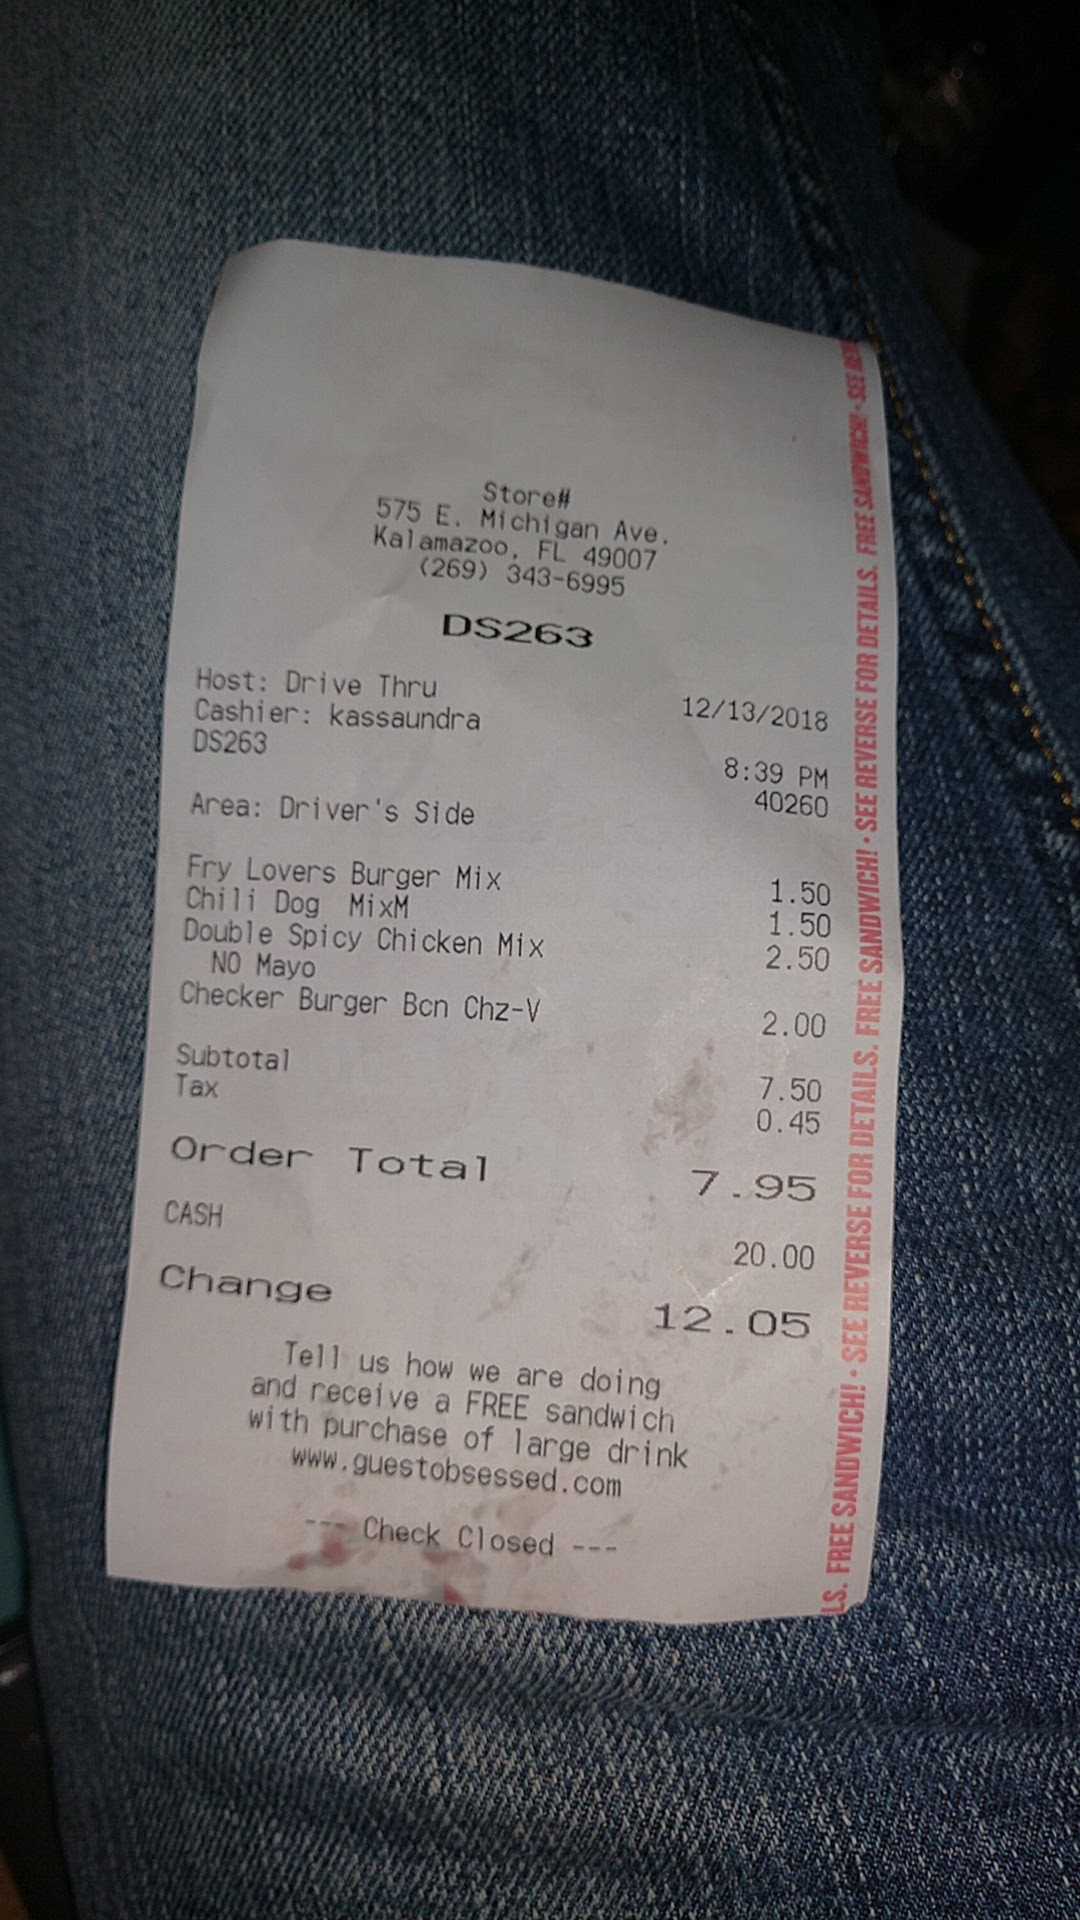 Store#
575 E. Michigan Ave.
Kalamazoo, FL 49007
(269) 343-6995
DS263
Host: Drive Thru
12/13/2018
Cashier: kassaundra
DS263
8:39 PM
40260
Area: Driver's Side
Fry Lovers Burger Mix 1.50
Chili Dog  MixM 1.50
Double Spicy Chicken Mix 2.50
NO Mayo
Checker Burger Bcn Chz-V 2.00
Subtotal 7.50
Tax 0.45
Order Total 7.95
CASH 20.00
Change 12.05
Tell us how we are doing
and receive a FREE sandwich
with purchase of large drink
www.guestobsessed.com
--- Check Closed ---
LS. FREE SANDWICH! • SEE REVERSE FOR DETAILS. FREE SANDWICH! • SEE REVERSE FOR DETAILS. FREE SANDWICH! • SEE REVE